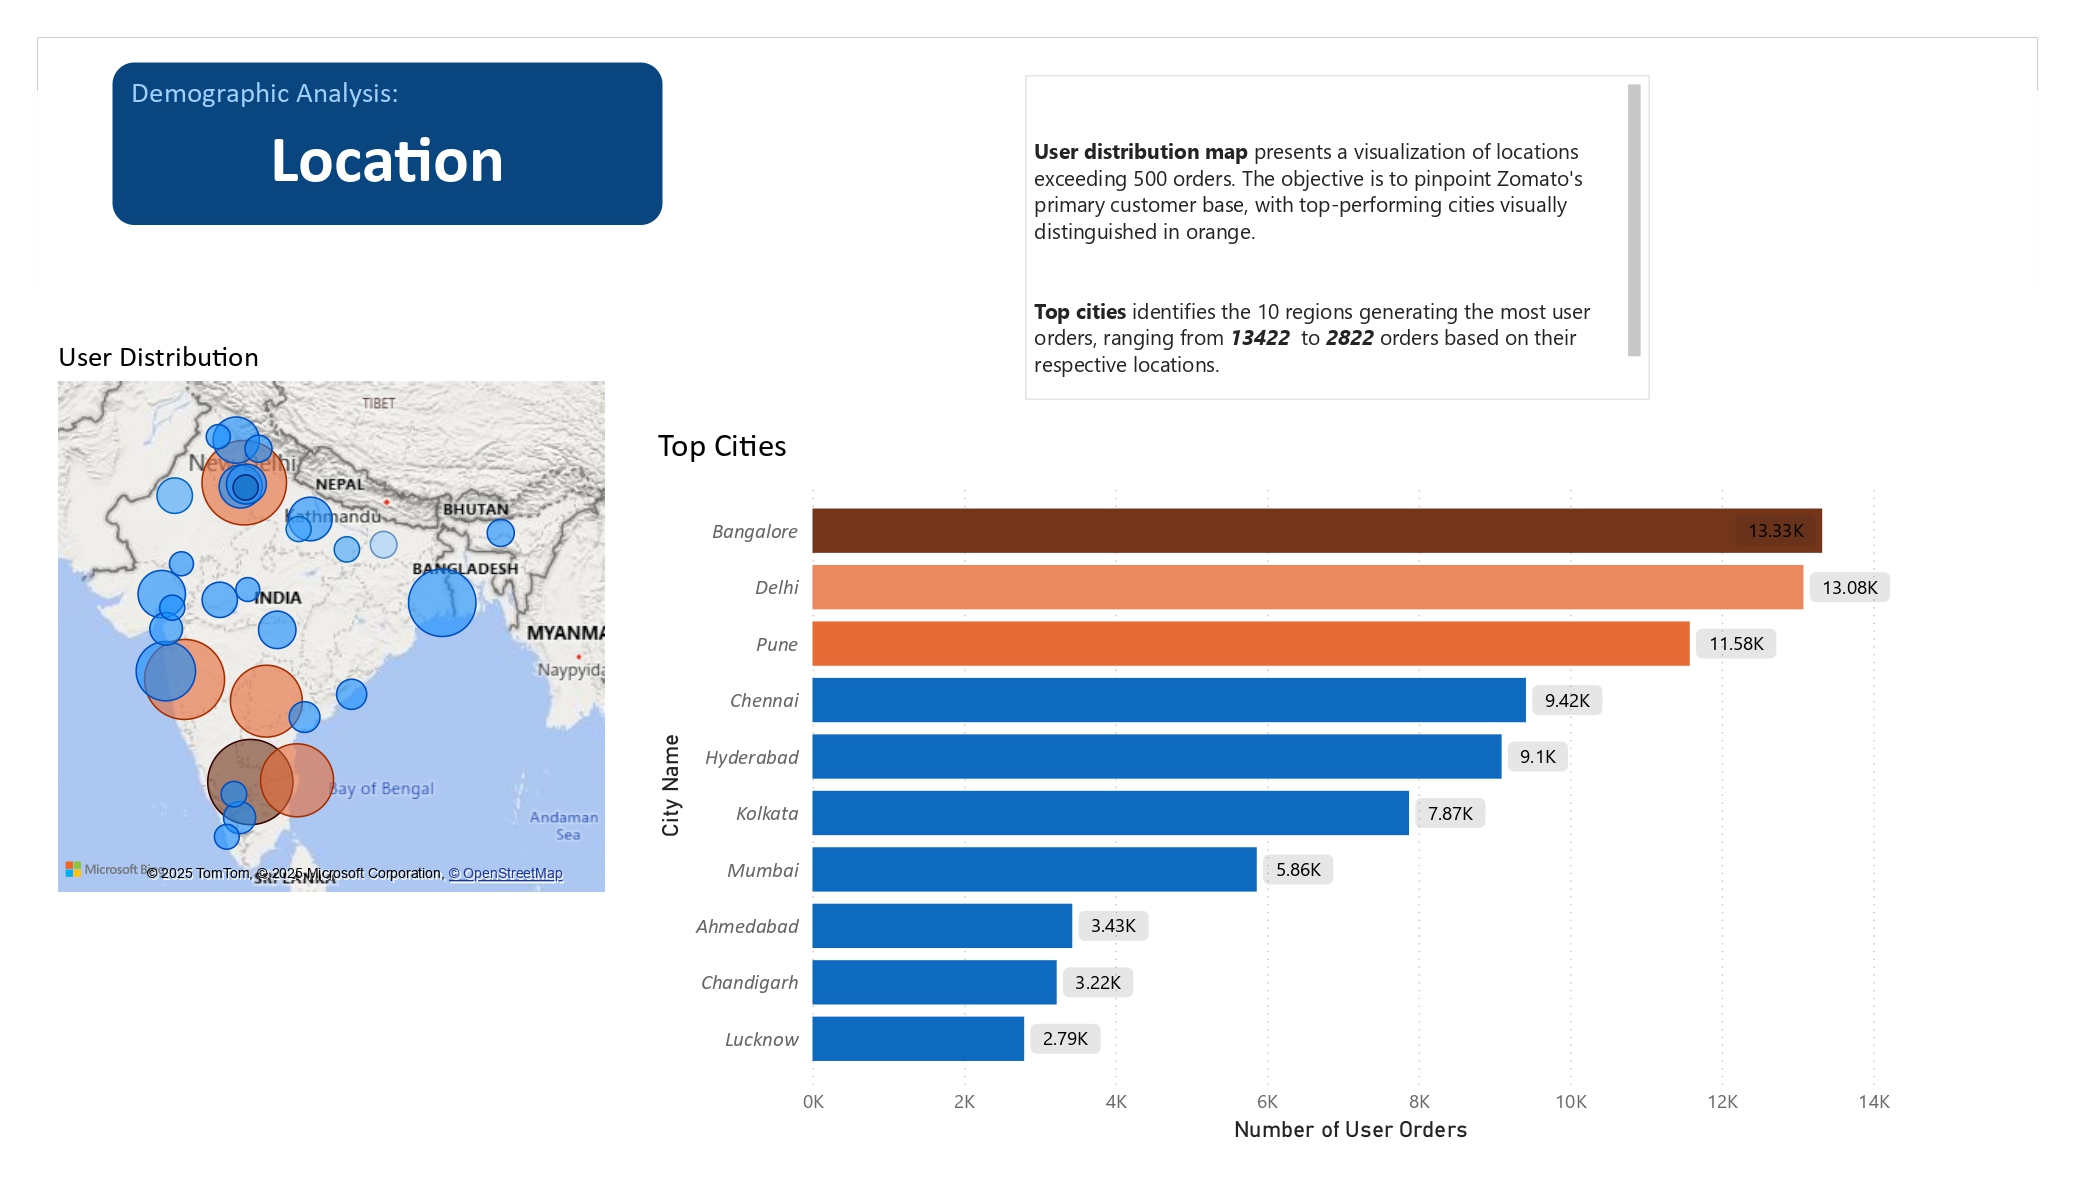 Demographic Analysis:
Location
User distribution map presents a visualization of locations
exceeding 500 orders. The objective is to pinpoint Zomato's
primary customer base, with top-performing cities visually
distinguished in orange.
Top cities identifies the 10 regions generating the most user
orders, ranging from 13422 to 2822 orders based on their
respective locations.
User Distribution
TIBET
New Delhi
NEPAL
Kathmandu
BHUTAN
BANGLADESH
INDIA
MYANMA
Naypyida
Bay of Bengal
Andaman
Sea
SRI LANKA
Microsoft Bing
© 2025 TomTom, © 2025 Microsoft Corporation, © OpenStreetMap
Top Cities
City Name
Bangalore 13.33K
Delhi 13.08K
Pune 11.58K
Chennai 9.42K
Hyderabad 9.1K
Kolkata 7.87K
Mumbai 5.86K
Ahmedabad 3.43K
Chandigarh 3.22K
Lucknow 2.79K
0K 2K 4K 6K 8K 10K 12K 14K
Number of User Orders